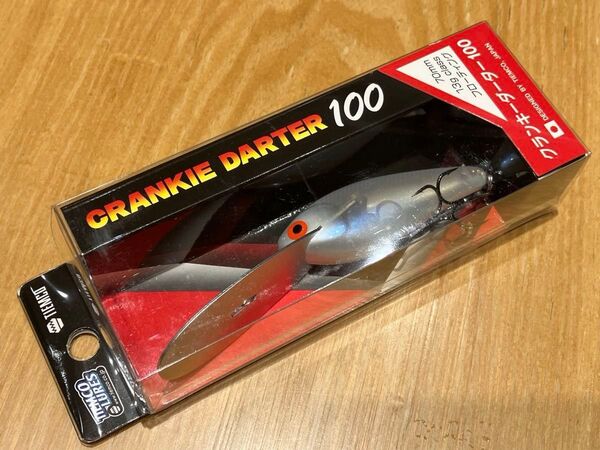 CRANKIE DARTER 100
70mm
13g class
フローティング
クランキーダーター100
DESIGNED BY TIEMCO, JAPAN
TIEMCO
TIEMCO
LURES